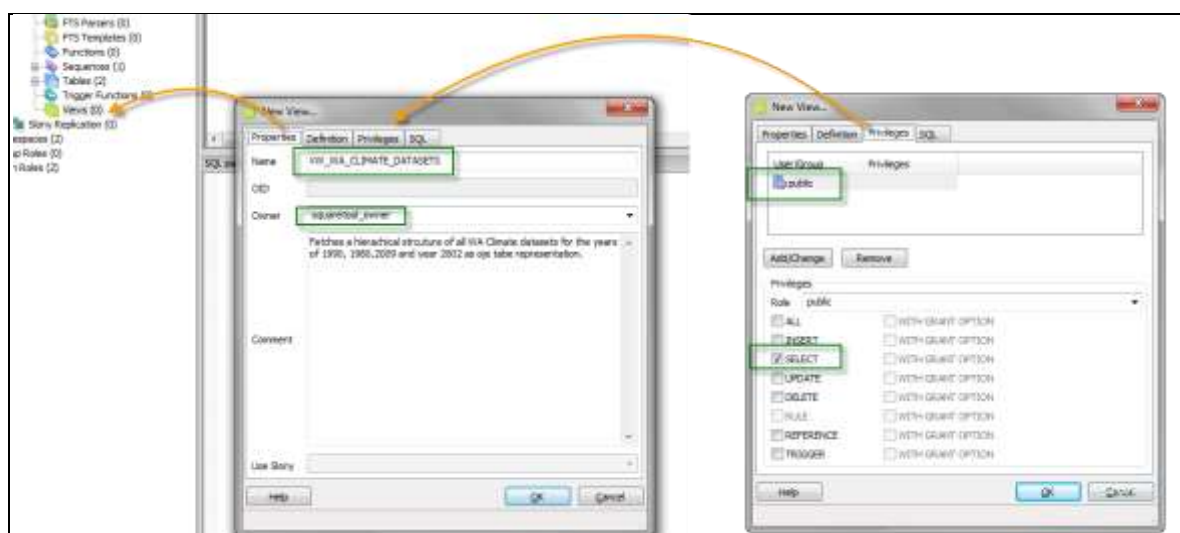 FTS Parsers (0)
FTS Templates (0)
Functions (0)
Sequences (1)
Tables (2)
Trigger Functions
Views (0)
Slony Replication (0)
espaces (2)
p Roles (0)
n Roles (2)
SQL pa
New View...
Properties Definition Privileges SQL
Name VW_WA_CLIMATE_DATASETS
OID
Owner squaretool_owner
Fetches a hierachical strcuture of all WA Climate datasets for the years
of 1990, 1980,2009 and year 2002 as ojs tabe representation.
Comment
Use Slony
Help OK Cancel
New View...
Properties Definition Privileges SQL
User/Group Privileges
public
Add/Change Remove
Privileges
Role public
ALL WITH GRANT OPTION
INSERT WITH GRANT OPTION
SELECT WITH GRANT OPTION
UPDATE WITH GRANT OPTION
DELETE WITH GRANT OPTION
RULE WITH GRANT OPTION
REFERENCE WITH GRANT OPTION
TRIGGER WITH GRANT OPTION
Help OK Cancel